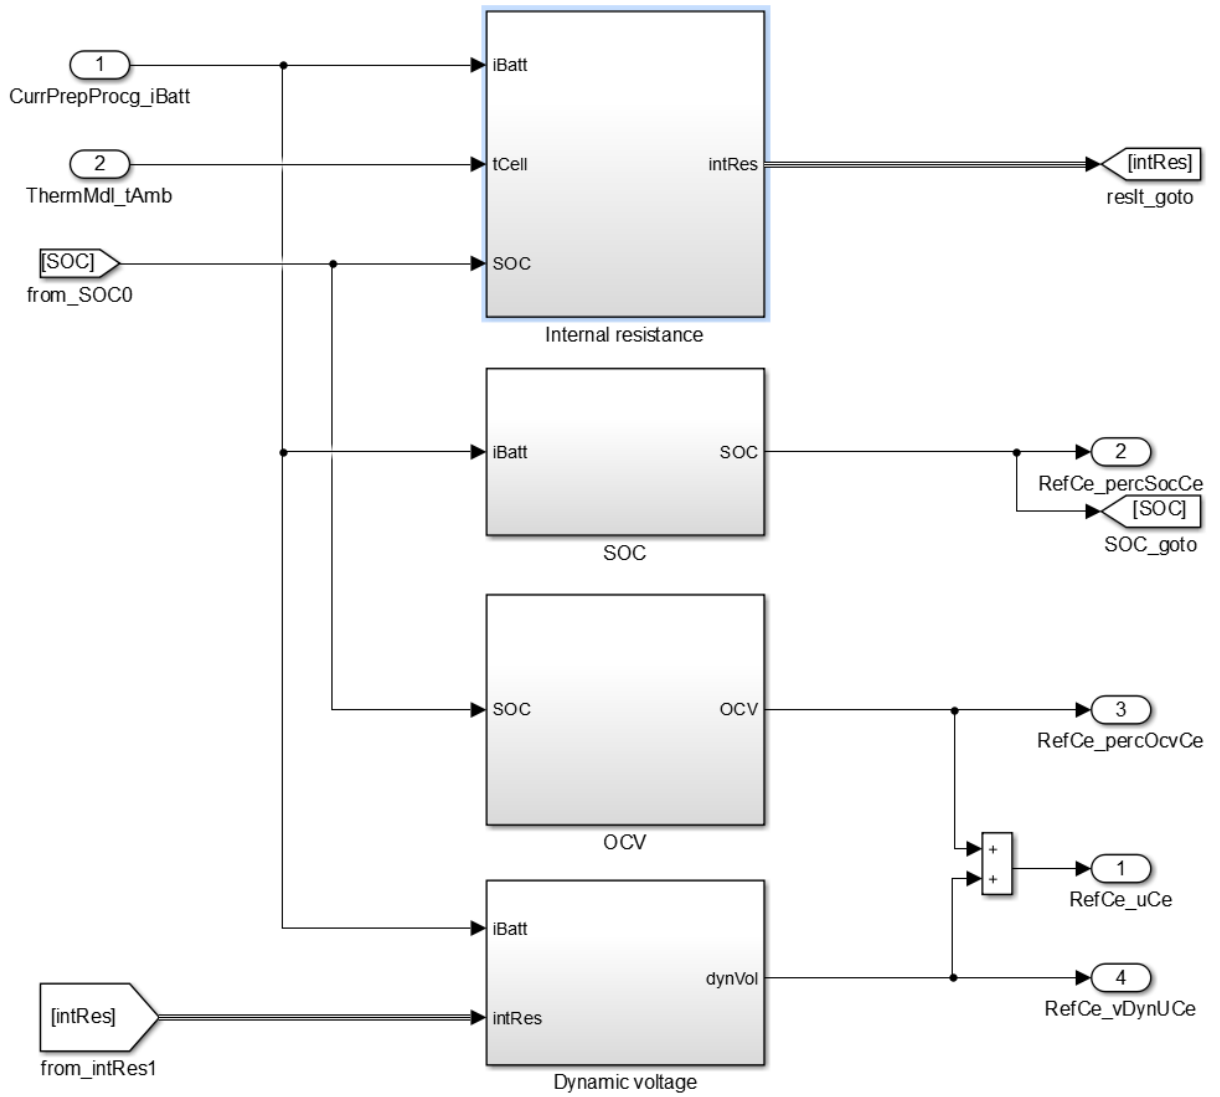 1
CurrPrepProcg_iBatt
2
ThermMdl_tAmb
[SOC]
from_SOC0
iBatt
tCell
SOC
intRes
Internal resistance
[intRes]
reslt_goto
iBatt
SOC
SOC
2
RefCe_percSocCe
[SOC]
SOC_goto
SOC
OCV
OCV
3
RefCe_percOcvCe
+
+
1
RefCe_uCe
iBatt
intRes
dynVol
Dynamic voltage
4
RefCe_vDynUCe
[intRes]
from_intRes1